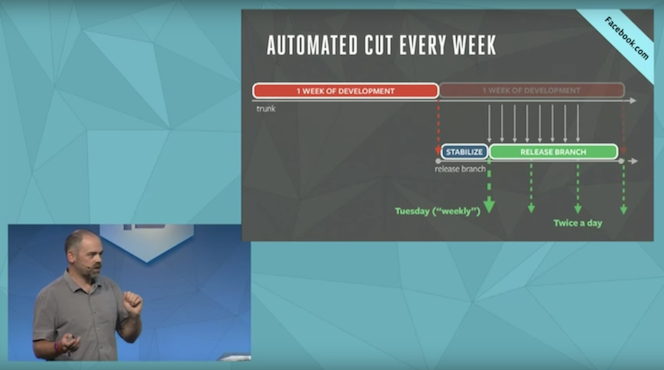 Facebook.com
AUTOMATED CUT EVERY WEEK
1 WEEK OF DEVELOPMENT
1 WEEK OF DEVELOPMENT
trunk
STABILIZE
RELEASE BRANCH
release branch
Tuesday ("weekly")
Twice a day